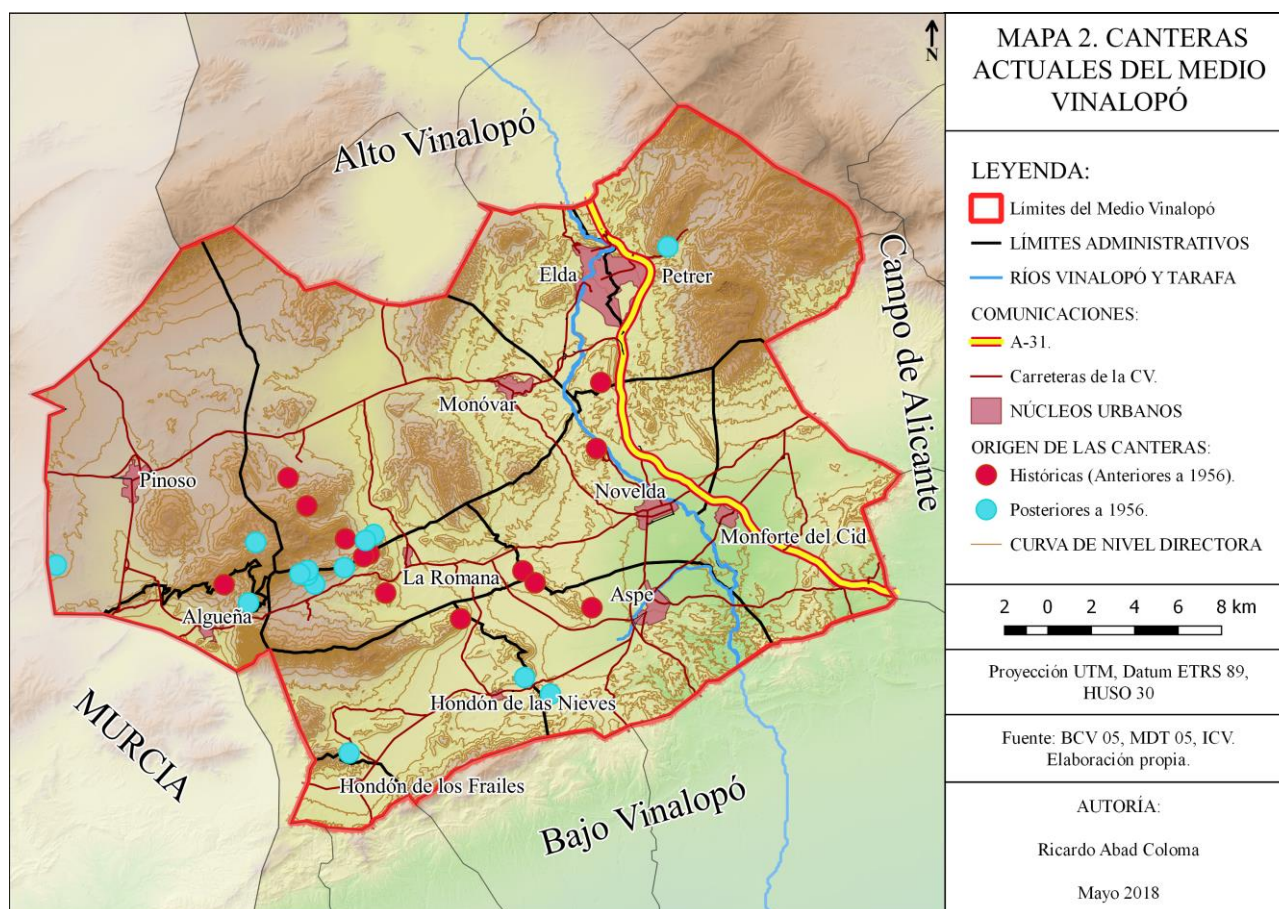 Alto Vinalopó
Elda
Petrer
Campo de Alicante
Monóvar
Pinoso
Novelda
Monforte del Cid
La Romana
Aspe
Algueña
Hondón de las Nieves
MURCIA
Hondón de los Frailes
Bajo Vinalopó
N
MAPA 2. CANTERAS
ACTUALES DEL MEDIO
VINALOPÓ
LEYENDA:
Límites del Medio Vinalopó
LÍMITES ADMINISTRATIVOS
RÍOS VINALOPÓ Y TARAFA
COMUNICACIONES:
A-31.
Carreteras de la CV.
NÚCLEOS URBANOS
ORIGEN DE LAS CANTERAS:
Históricas (Anteriores a 1956).
Posteriores a 1956.
CURVA DE NIVEL DIRECTORA
2 0 2 4 6 8 km
Proyección UTM, Datum ETRS 89,
HUSO 30
Fuente: BCV 05, MDT 05, ICV.
Elaboración propia.
AUTORÍA:
Ricardo Abad Coloma
Mayo 2018